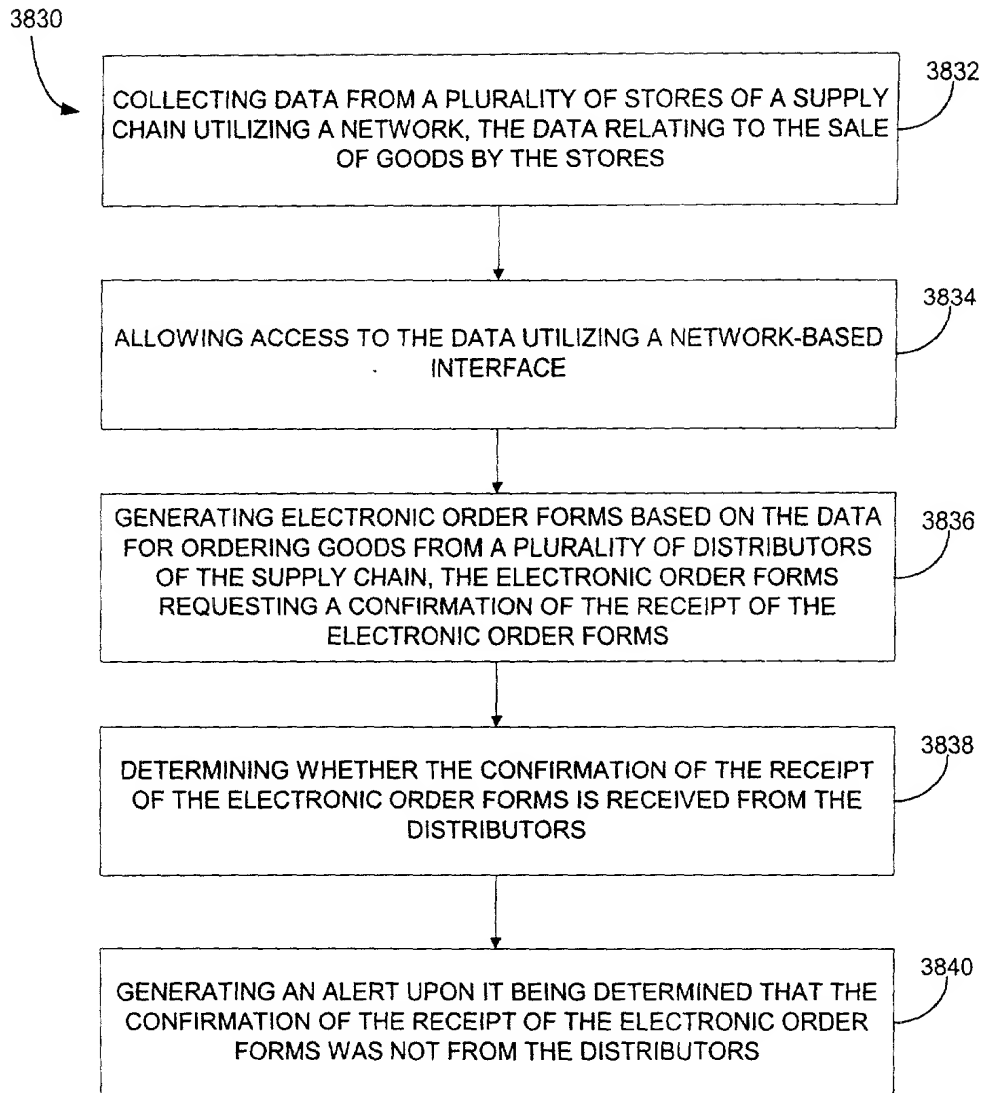 3830
COLLECTING DATA FROM A PLURALITY OF STORES OF A SUPPLY
CHAIN UTILIZING A NETWORK, THE DATA RELATING TO THE SALE
OF GOODS BY THE STORES
3832
ALLOWING ACCESS TO THE DATA UTILIZING A NETWORK-BASED
INTERFACE
3834
GENERATING ELECTRONIC ORDER FORMS BASED ON THE DATA
FOR ORDERING GOODS FROM A PLURALITY OF DISTRIBUTORS
OF THE SUPPLY CHAIN, THE ELECTRONIC ORDER FORMS
REQUESTING A CONFIRMATION OF THE RECEIPT OF THE
ELECTRONIC ORDER FORMS
3836
DETERMINING WHETHER THE CONFIRMATION OF THE RECEIPT
OF THE ELECTRONIC ORDER FORMS IS RECEIVED FROM THE
DISTRIBUTORS
3838
GENERATING AN ALERT UPON IT BEING DETERMINED THAT THE
CONFIRMATION OF THE RECEIPT OF THE ELECTRONIC ORDER
FORMS WAS NOT FROM THE DISTRIBUTORS
3840